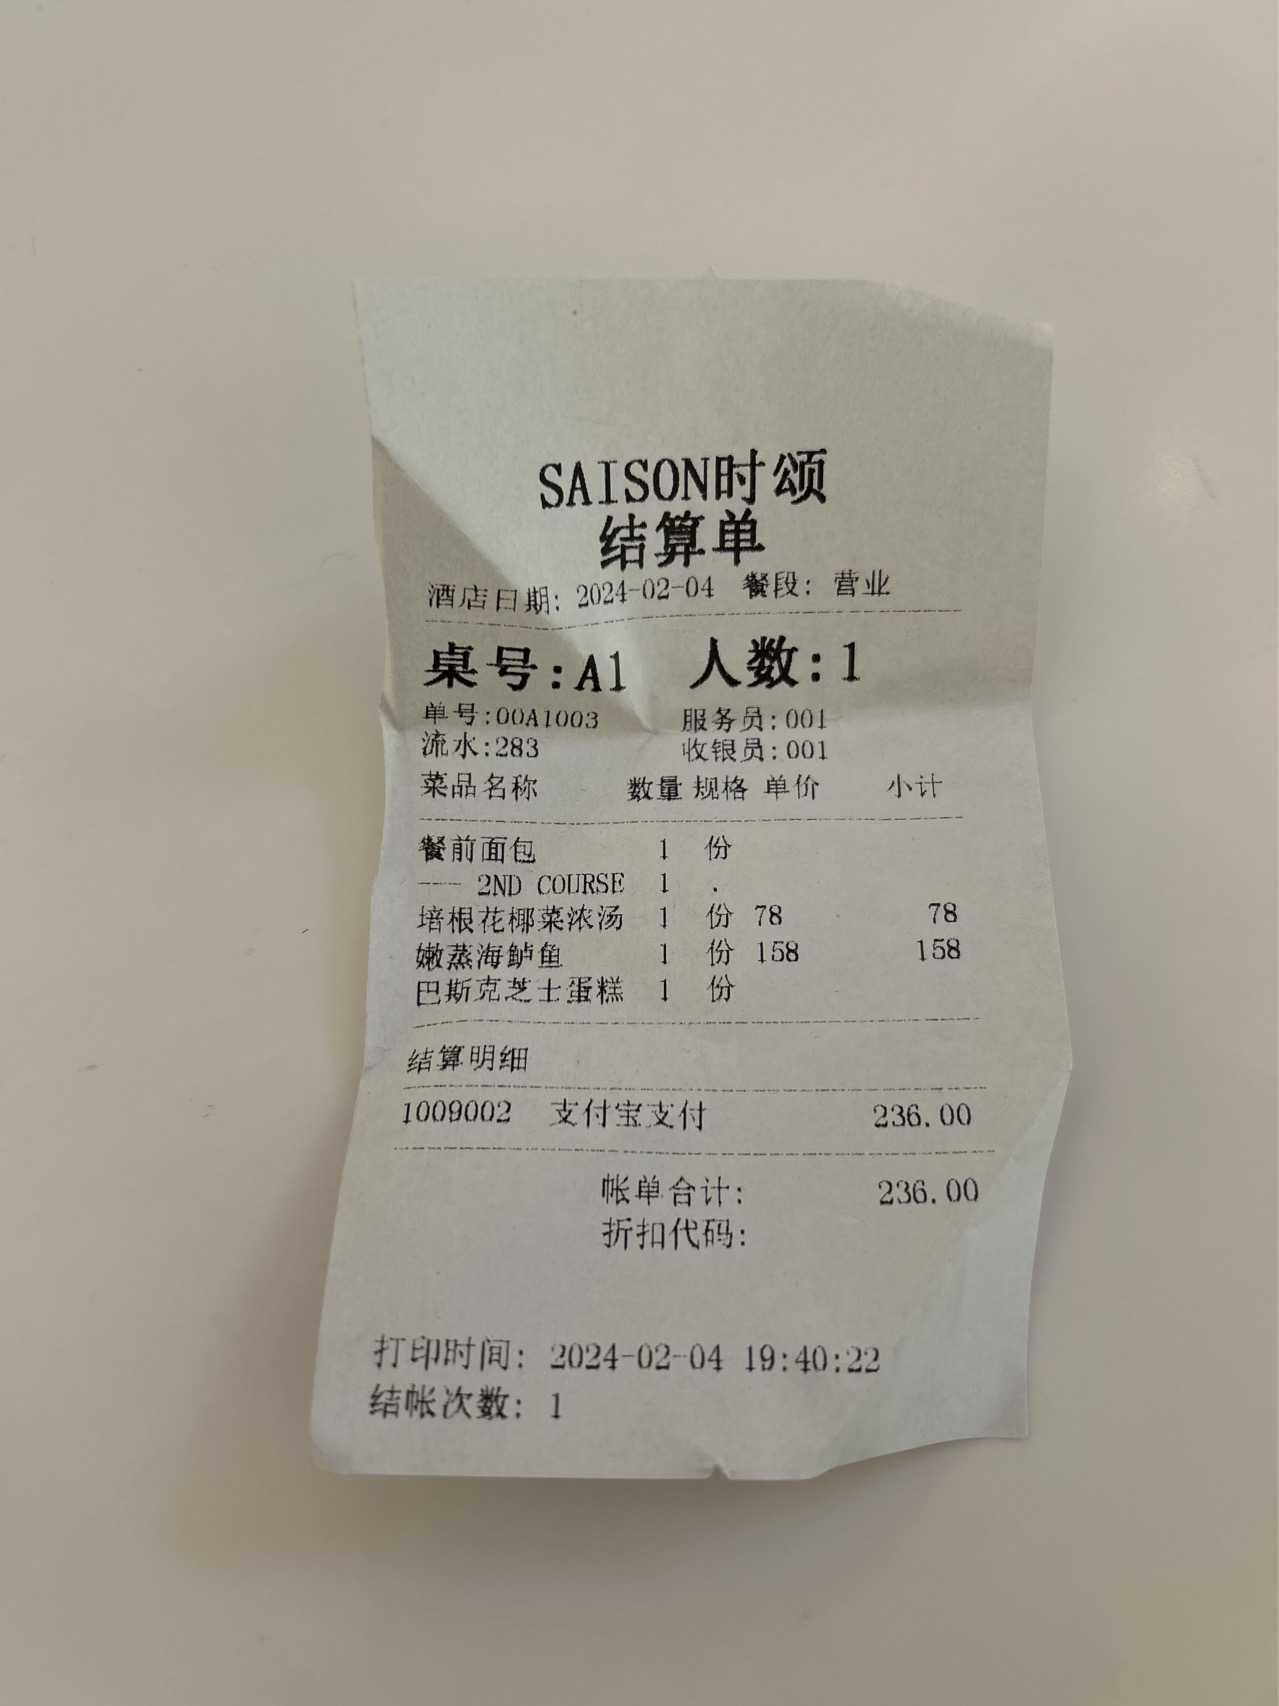 SAISON时颂
结算单
酒店日期: 2024-02-04 餐段: 营业
桌号:A1 人数:1
单号:00A1003 服务员:001
流水:283 收银员:001
菜品名称 数量 规格 单价 小计
餐前面包 1 份
—— 2ND COURSE 1 .
培根花椰菜浓汤 1 份 78 78
嫩蒸海鲈鱼 1 份 158 158
巴斯克芝士蛋糕 1 份
结算明细
1009002 支付宝支付 236.00
帐单合计: 236.00
折扣代码:
打印时间: 2024-02-04 19:40:22
结帐次数: 1